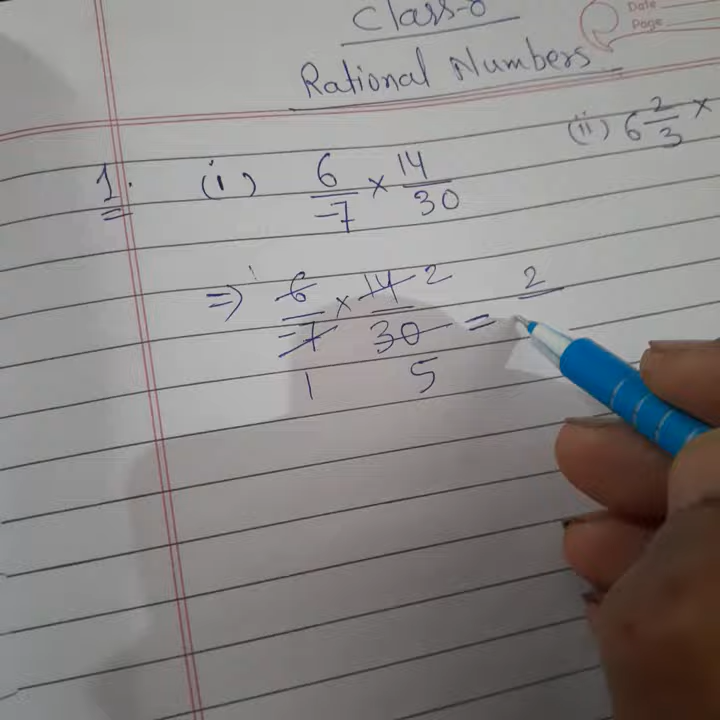 Date
Page
Class-8
Rational Numbers
1. (i) 6/-7 × 14/30
(ii) 6 2/3 ×
1
⇒ 6/-7 × 14/30 2 = 2
1 5